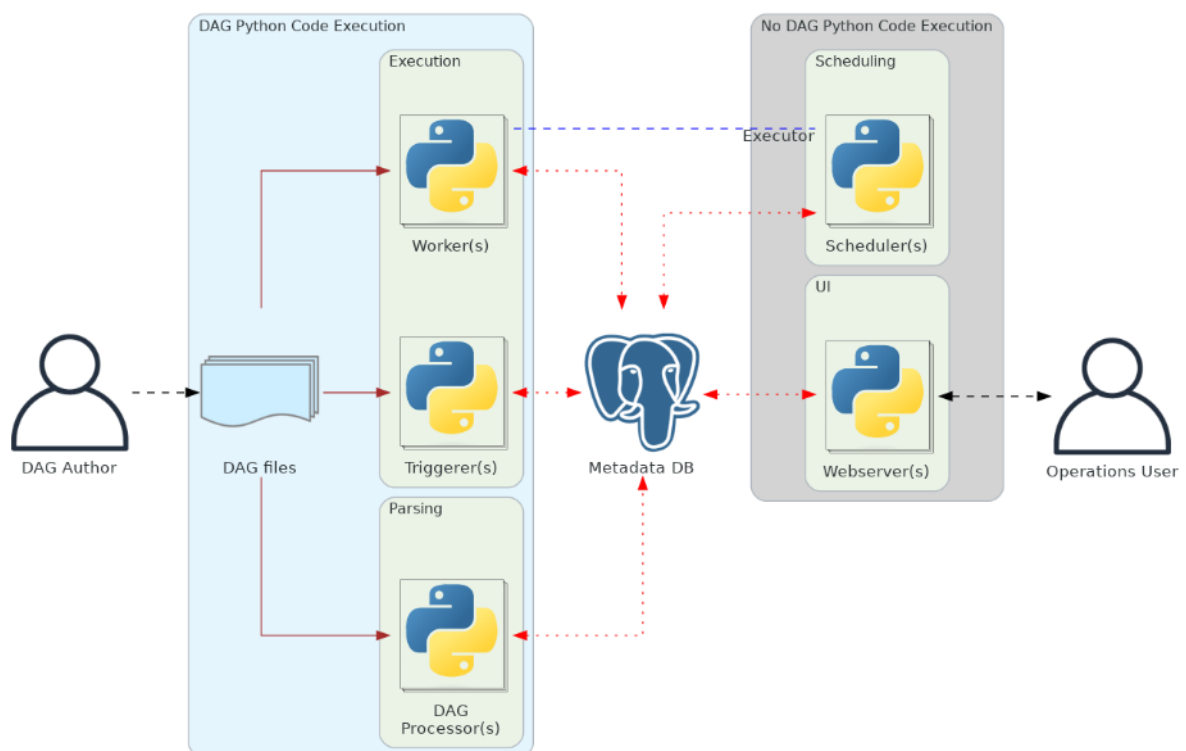 DAG Python Code Execution
No DAG Python Code Execution
Execution
Scheduling
Executor
Worker(s)
Scheduler(s)
UI
DAG Author
DAG files
Triggerer(s)
Metadata DB
Webserver(s)
Operations User
Parsing
DAG
Processor(s)